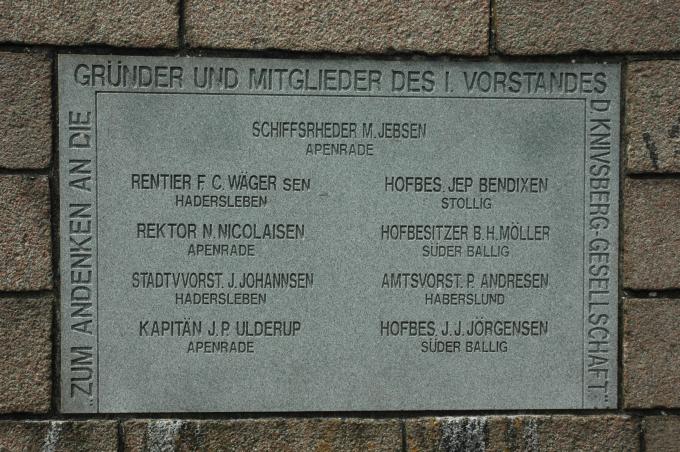 „ZUM ANDENKEN AN DIE
GRÜNDER UND MITGLIEDER DES I. VORSTANDES
D. KNIVSBERG-GESELLSCHAFT."
SCHIFFSRHEDER M. JEBSEN
APENRADE
RENTIER F. C. WÄGER SEN
HADERSLEBEN
REKTOR N. NICOLAISEN
APENRADE
STADTVVORST. J. JOHANNSEN
HADERSLEBEN
KAPITÄN J. P. ULDERUP
APENRADE
HOFBES. JEP BENDIXEN
STOLLIG
HOFBESITZER B. H. MÖLLER
SÜDER BALLIG
AMTSVORST. P. ANDRESEN
HABERSLUND
HOFBES. J. J. JÖRGENSEN
SÜDER BALLIG